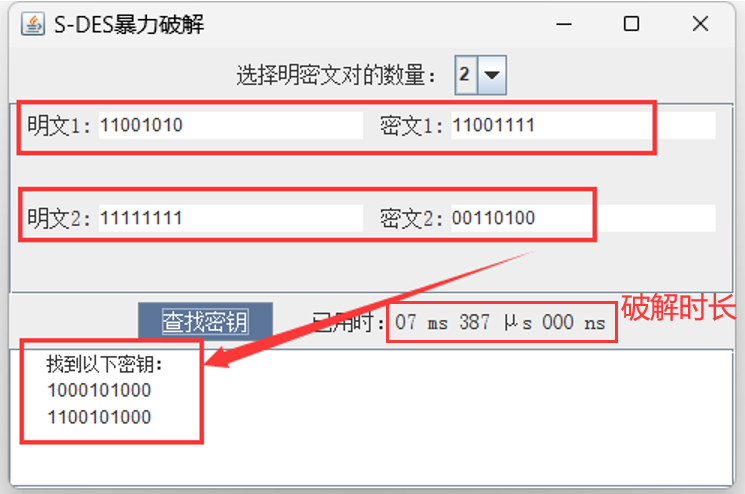 S-DES暴力破解
选择明密文对的数量： 2
明文1: 11001010 密文1: 11001111
明文2: 11111111 密文2: 00110100
查找密钥 已用时: 07 ms 387 μs 000 ns 破解时长
找到以下密钥:
1000101000
1100101000